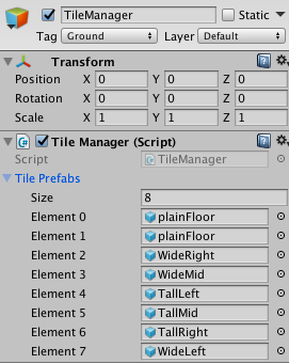 TileManager Static
Tag Ground Layer Default
Transform
Position X 0 Y 0 Z 0
Rotation X 0 Y 0 Z 0
Scale X 1 Y 1 Z 1
Tile Manager (Script)
Script TileManager
Tile Prefabs
Size 8
Element 0 plainFloor
Element 1 plainFloor
Element 2 WideRight
Element 3 WideMid
Element 4 TallLeft
Element 5 TallMid
Element 6 TallRight
Element 7 WideLeft